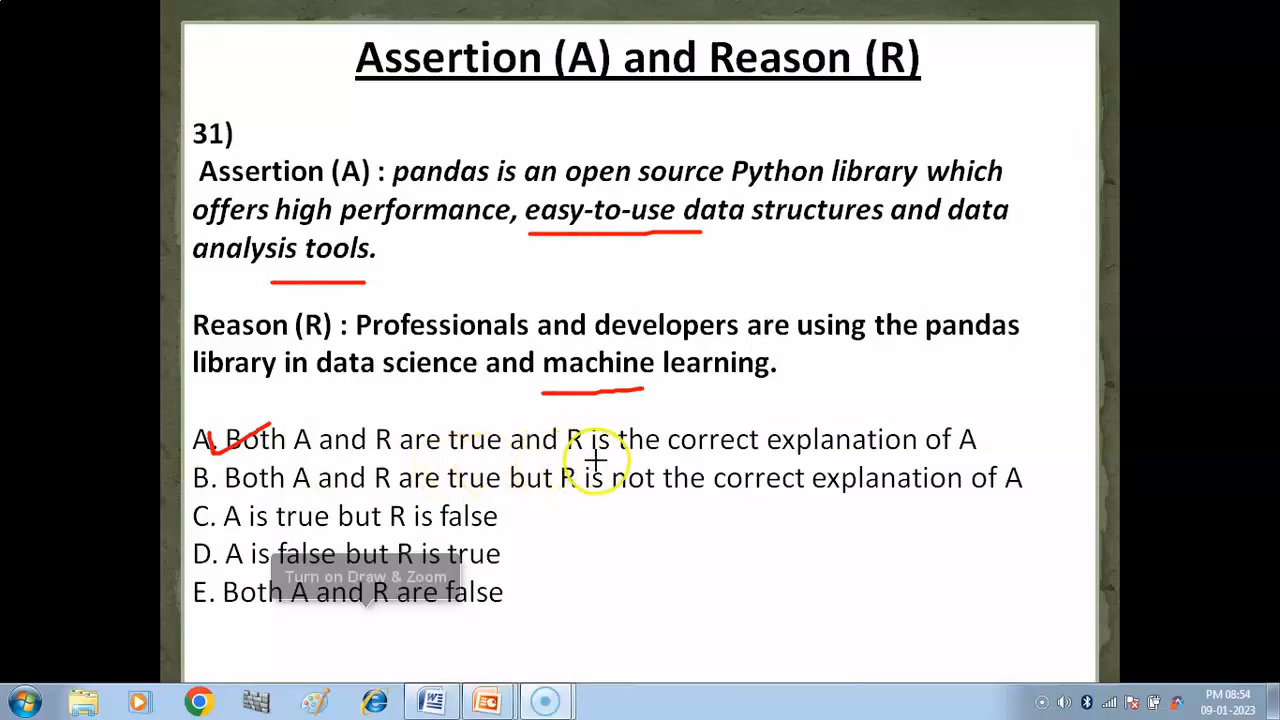 Assertion (A) and Reason (R)
31)
Assertion (A) : pandas is an open source Python library which
offers high performance, easy-to-use data structures and data
analysis tools.
Reason (R) : Professionals and developers are using the pandas
library in data science and machine learning.
A. Both A and R are true and R is the correct explanation of A
B. Both A and R are true but R is not the correct explanation of A
C. A is true but R is false
D. A is false but R is true
Turn on Draw & Zoom
E. Both A and R are false
PM 08:54
09-01-2023